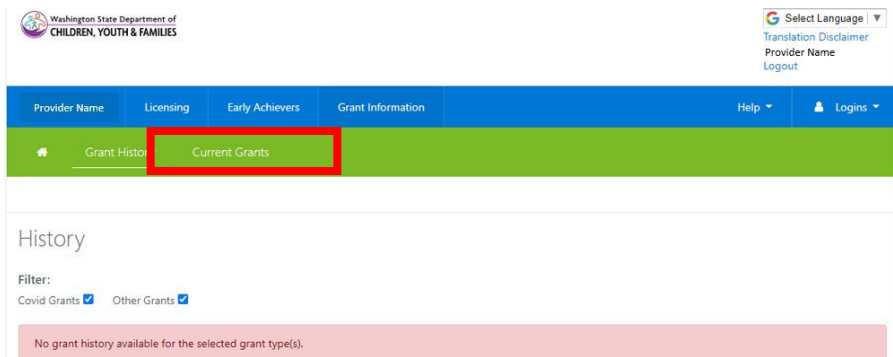 Washington State Department of
CHILDREN, YOUTH & FAMILIES
Select Language ▼
Translation Disclaimer
Provider Name
Logout
Provider Name Licensing Early Achievers Grant Information Help Logins
Grant Histor Current Grants
History
Filter:
Covid Grants Other Grants
No grant history available for the selected grant type(s).